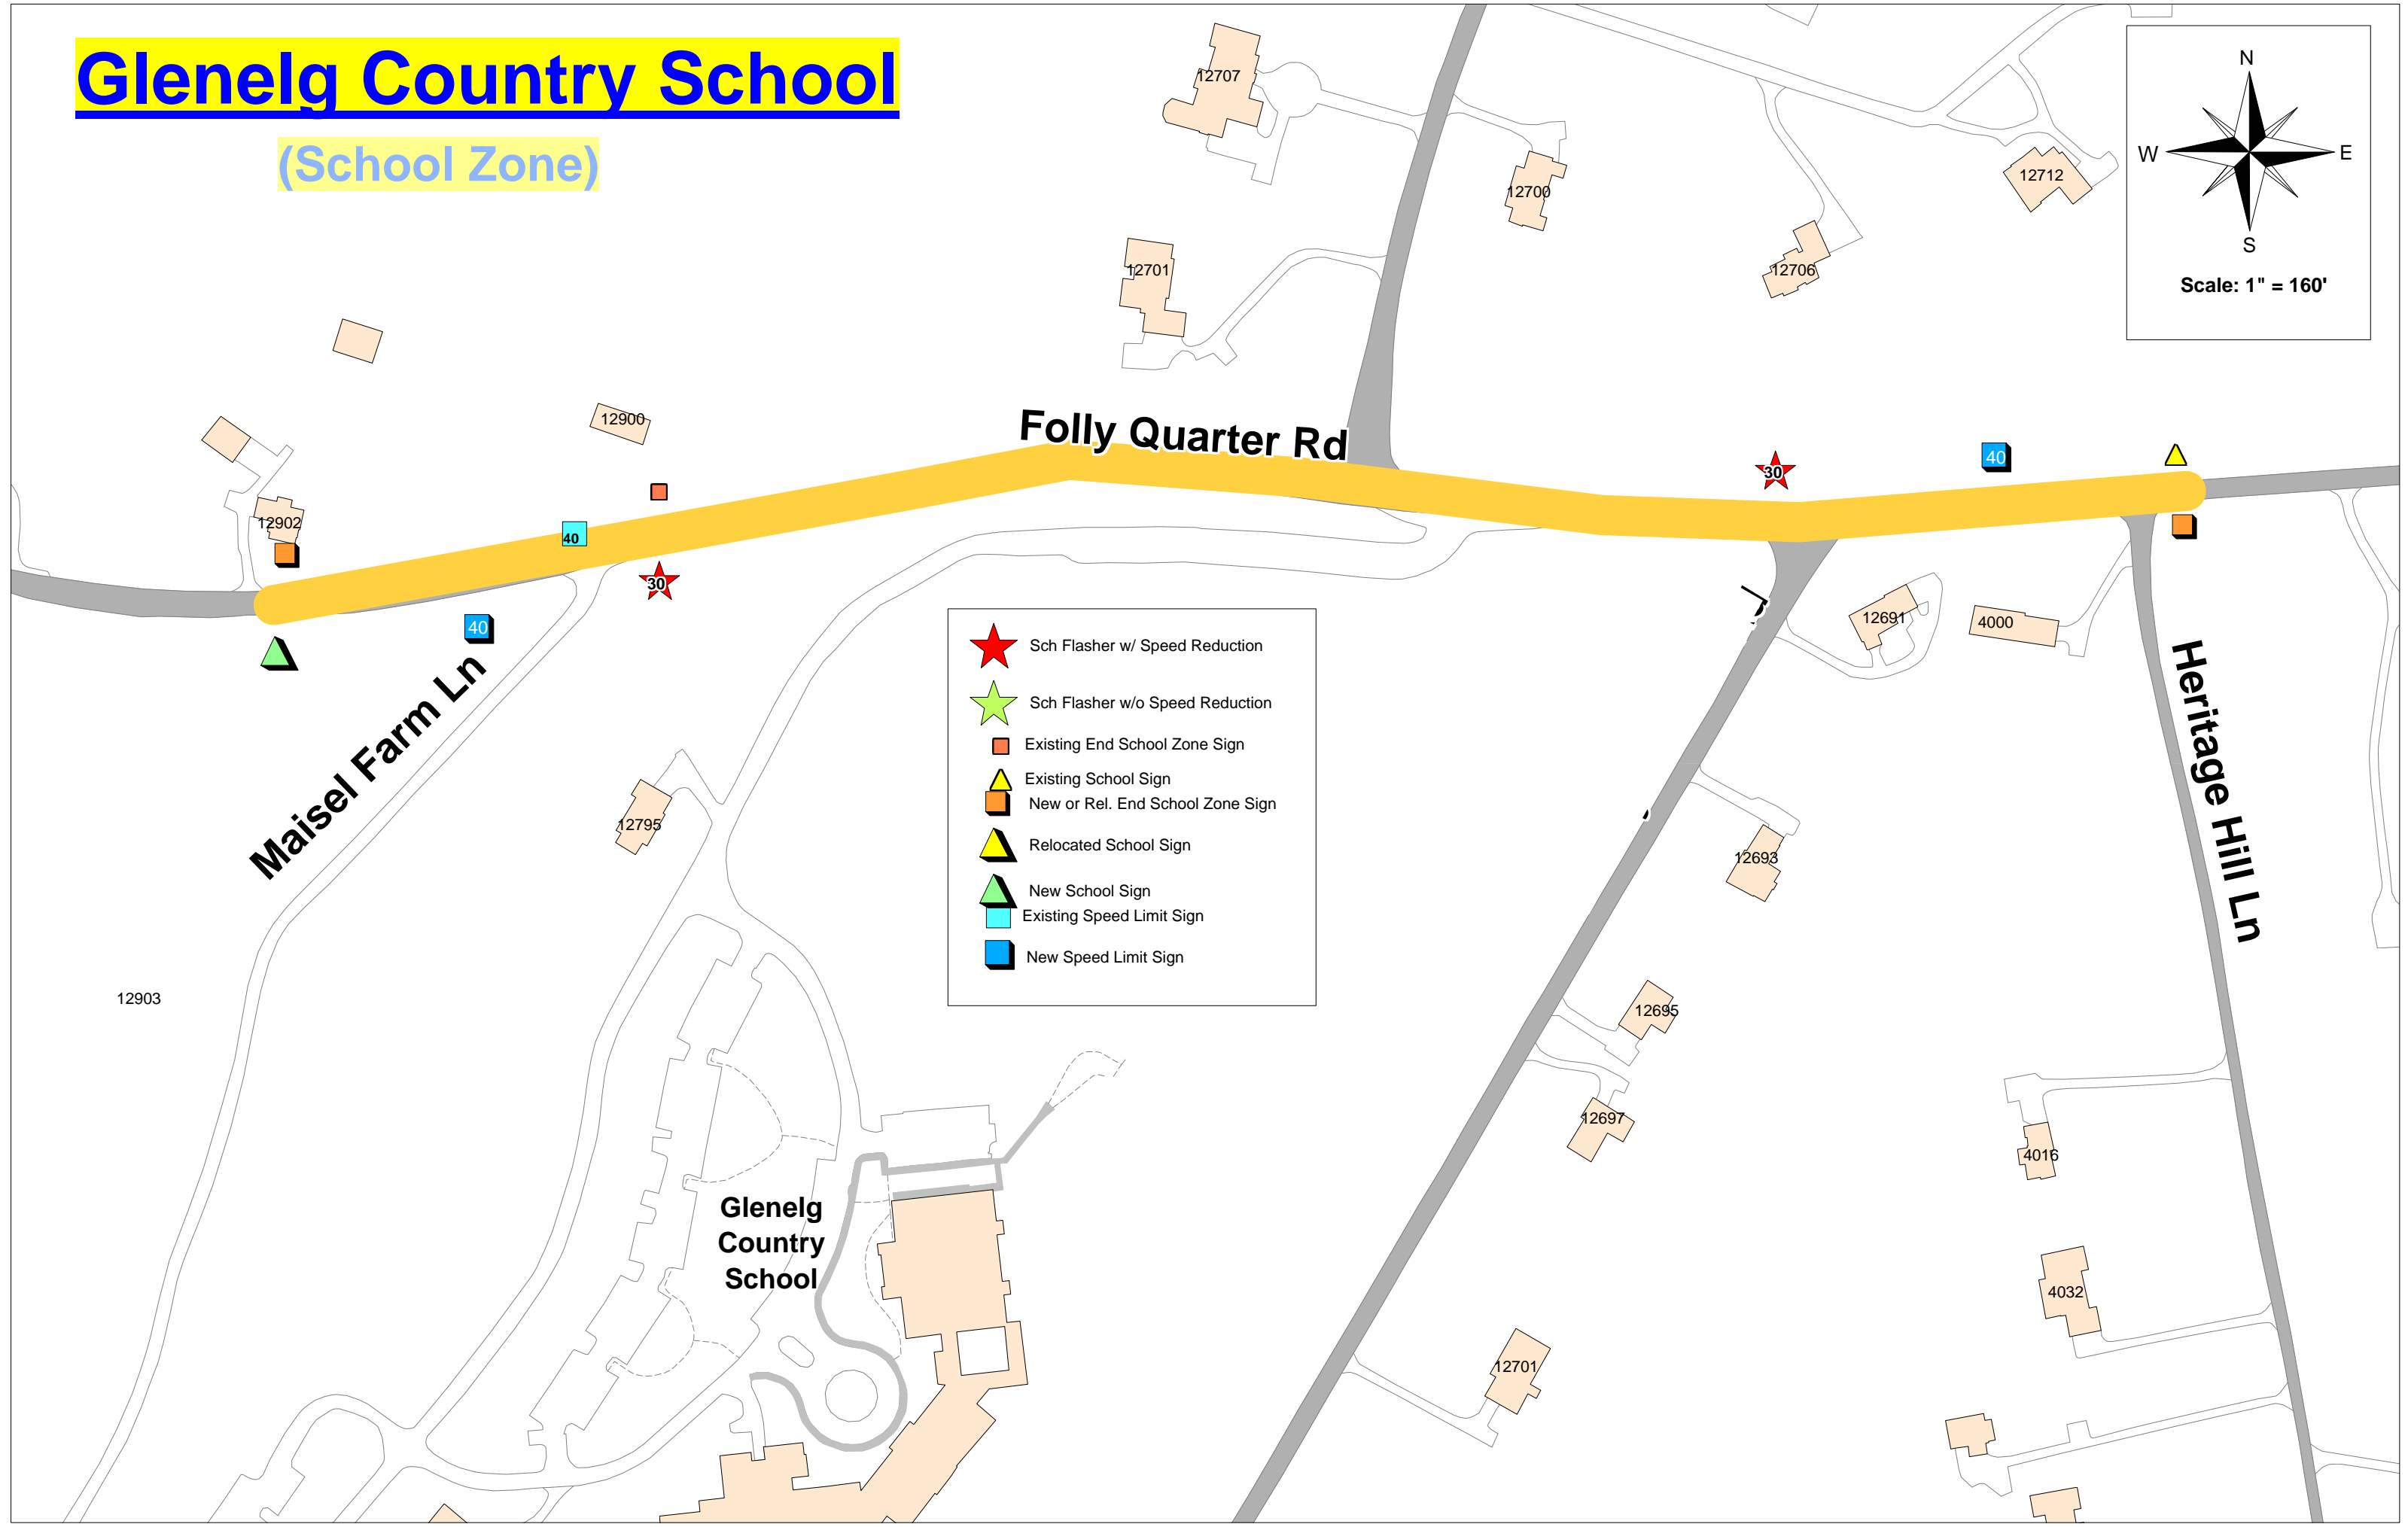 Glenelg Country School
(School Zone)
N
W
E
S
Scale: 1" = 160'
12707
12700
12712
12701
12706
12900
Folly Quarter Rd
30
40
12902
40
30
40
12691
4000
Maisel Farm Ln
Heritage Hill Ln
Sch Flasher w/ Speed Reduction
Sch Flasher w/o Speed Reduction
Existing End School Zone Sign
Existing School Sign
New or Rel. End School Zone Sign
Relocated School Sign
New School Sign
Existing Speed Limit Sign
New Speed Limit Sign
12795
12693
12903
12695
12697
4016
Glenelg
Country
School
4032
12701